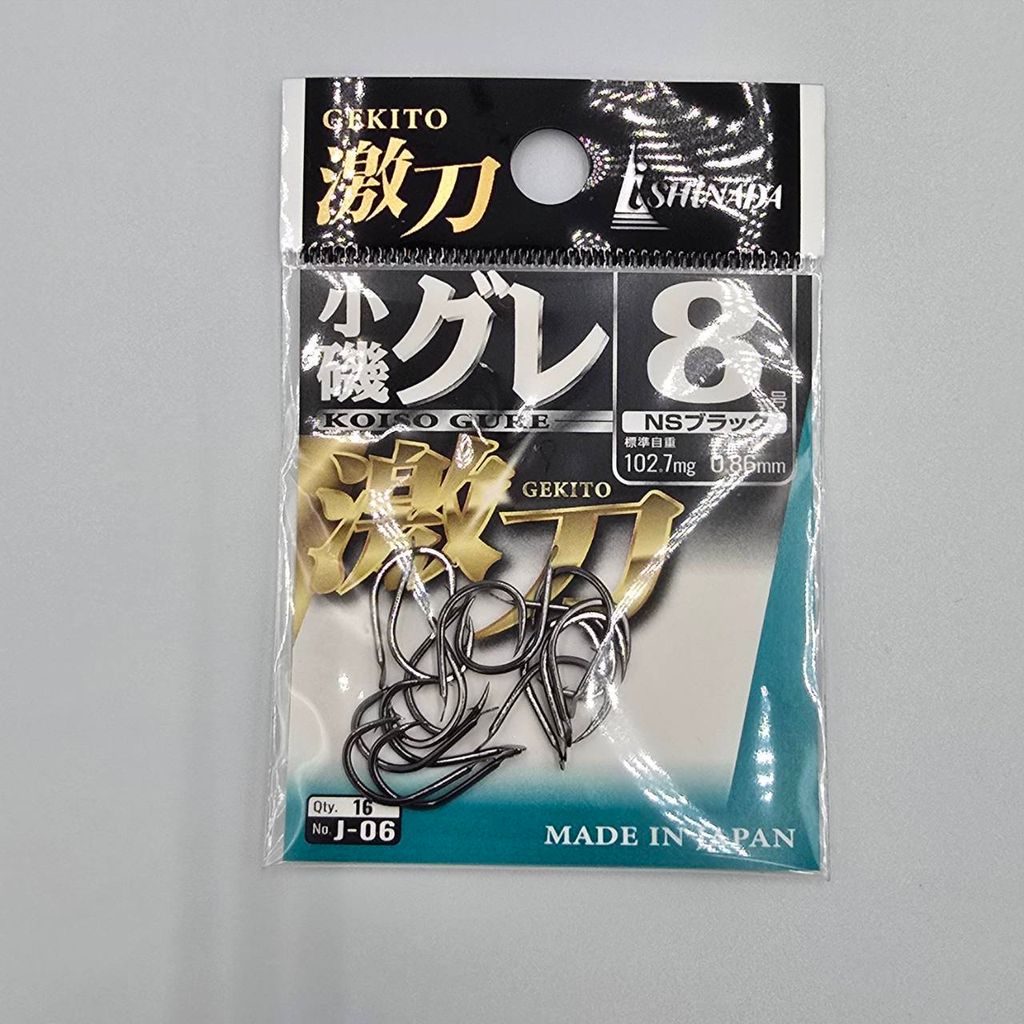 GEKITO
激刀
ISHINADA
小磯グレ
KOISO GURE
8号
NSブラック
標準自重
102.7mg 0.86mm
激刀
GEKITO
Qty. 16
No. J-06
MADE IN JAPAN